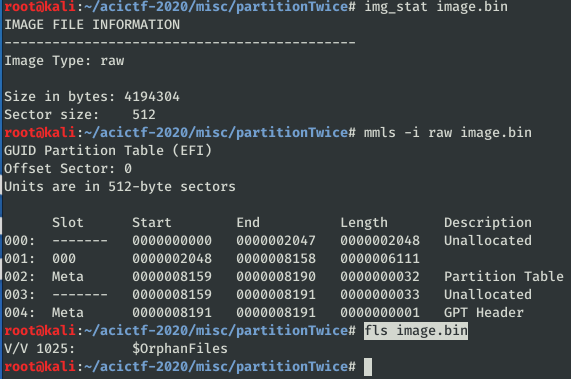 root@kali:~/acictf-2020/misc/partitionTwice# img_stat image.bin
IMAGE FILE INFORMATION
--------------------------------------------
Image Type: raw
Size in bytes: 4194304
Sector size:    512
root@kali:~/acictf-2020/misc/partitionTwice# mmls -i raw image.bin
GUID Partition Table (EFI)
Offset Sector: 0
Units are in 512-byte sectors
      Slot      Start        End          Length       Description
000:  -------   0000000000   0000002047   0000002048   Unallocated
001:  000       0000002048   0000008158   0000006111
002:  Meta      0000008159   0000008190   0000000032   Partition Table
003:  -------   0000008159   0000008191   0000000033   Unallocated
004:  Meta      0000008191   0000008191   0000000001   GPT Header
root@kali:~/acictf-2020/misc/partitionTwice# fls image.bin
V/V 1025:       $OrphanFiles
root@kali:~/acictf-2020/misc/partitionTwice#